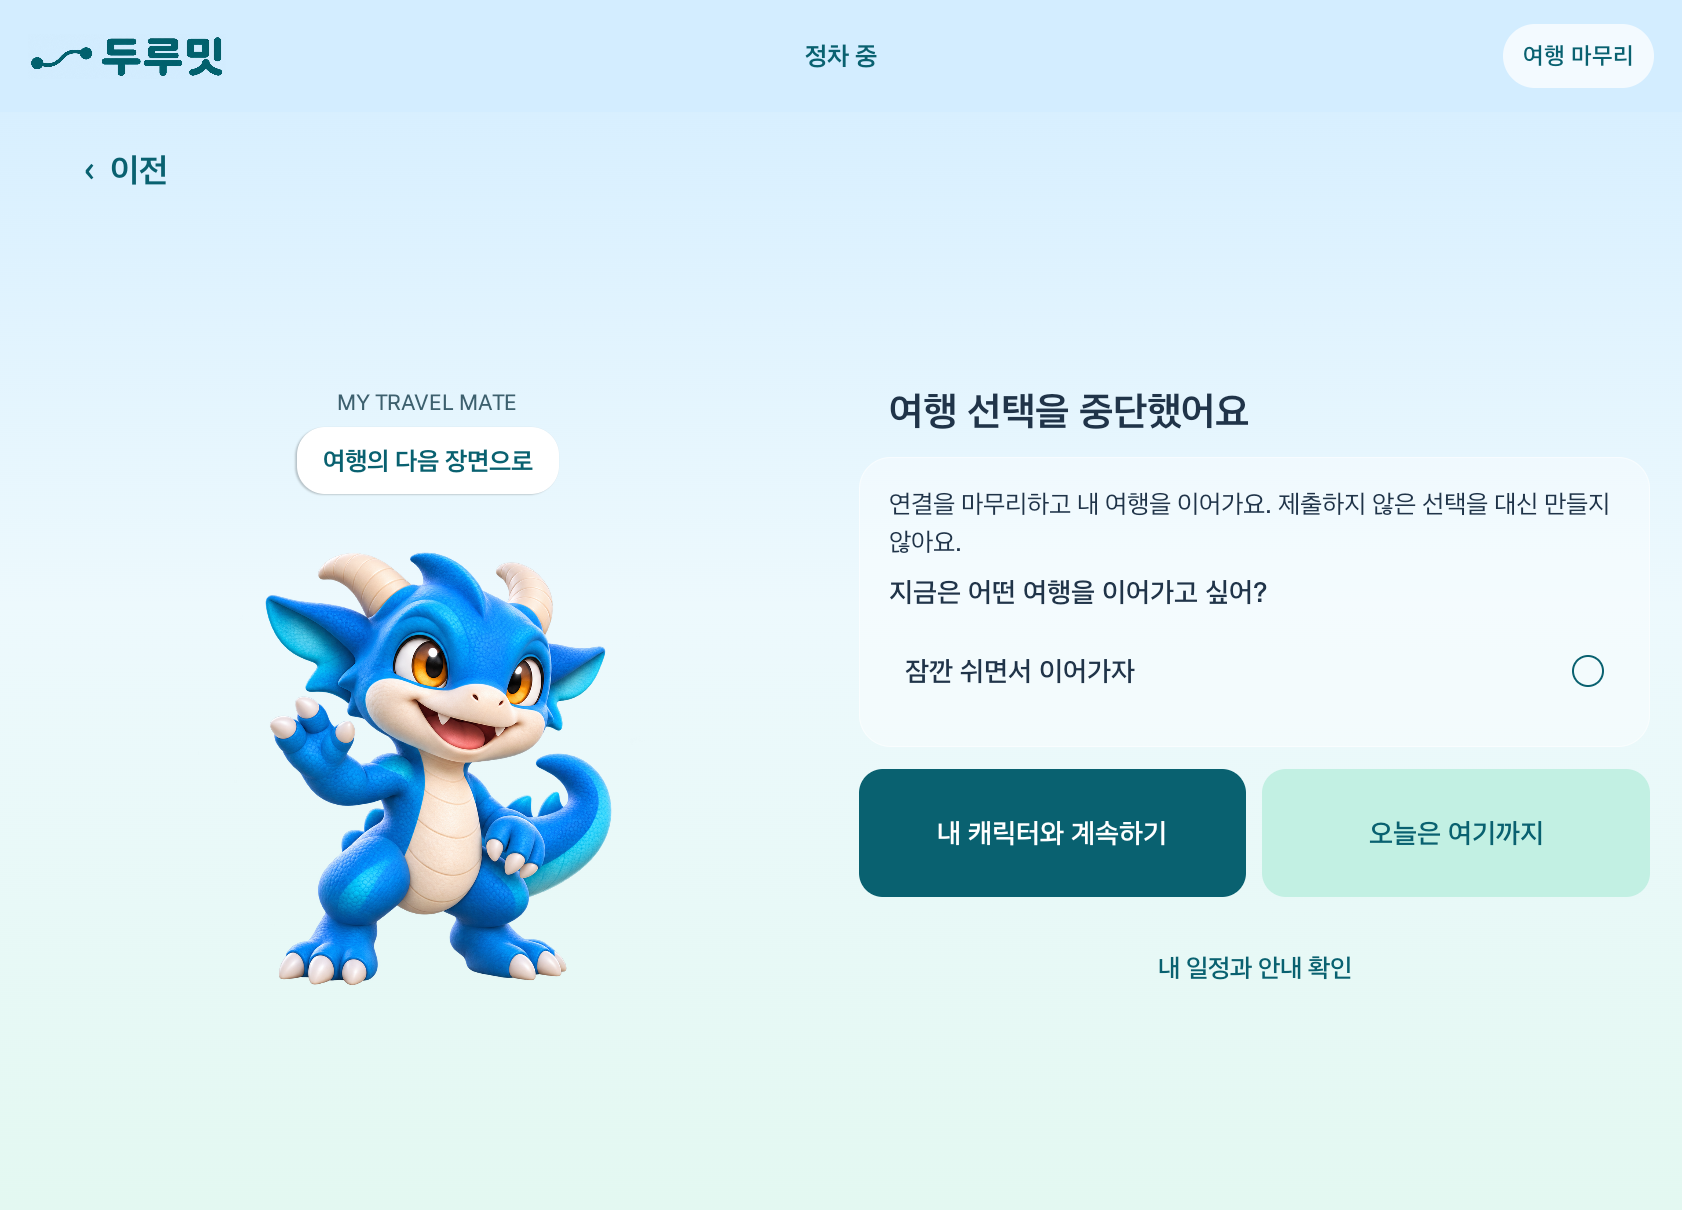 두루밋
정차 중
여행 마무리
‹ 이전
MY TRAVEL MATE
여행의 다음 장면으로
여행 선택을 중단했어요
연결을 마무리하고 내 여행을 이어가요. 제출하지 않은 선택을 대신 만들지
않아요.
지금은 어떤 여행을 이어가고 싶어?
잠깐 쉬면서 이어가자
내 캐릭터와 계속하기
오늘은 여기까지
내 일정과 안내 확인